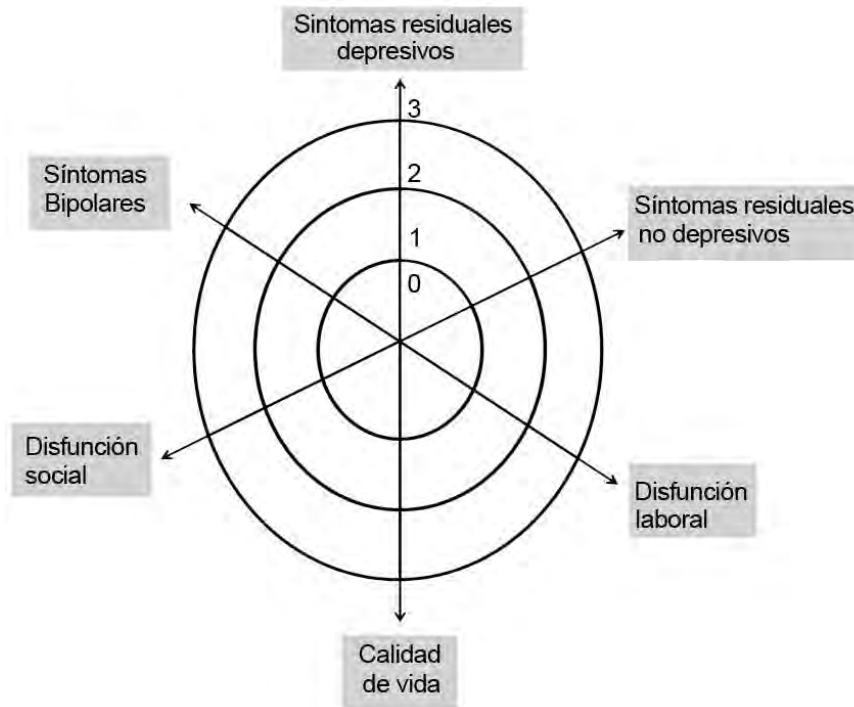 Sintomas residuales
depresivos
3
2
1
0
Síntomas
Bipolares
Síntomas residuales
no depresivos
Disfunción
social
Disfunción
laboral
Calidad
de vida